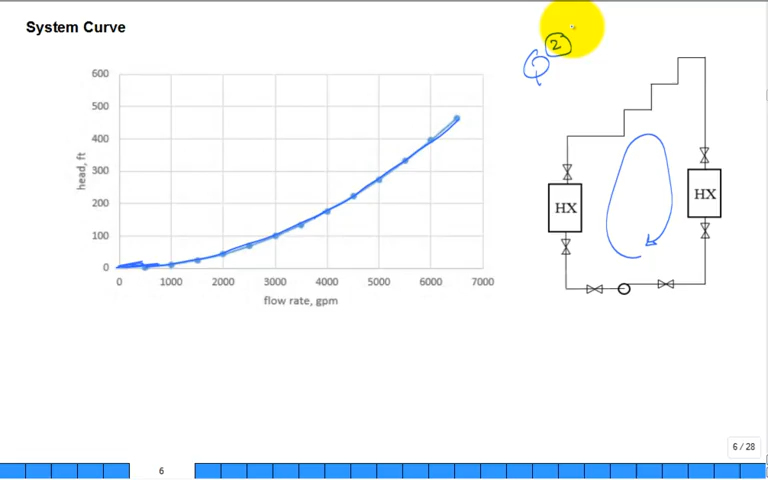 System Curve
Q²
600
500
400
300
200
100
0
head, ft
0 1000 2000 3000 4000 5000 6000 7000
flow rate, gpm
HX
HX
6 / 28
6